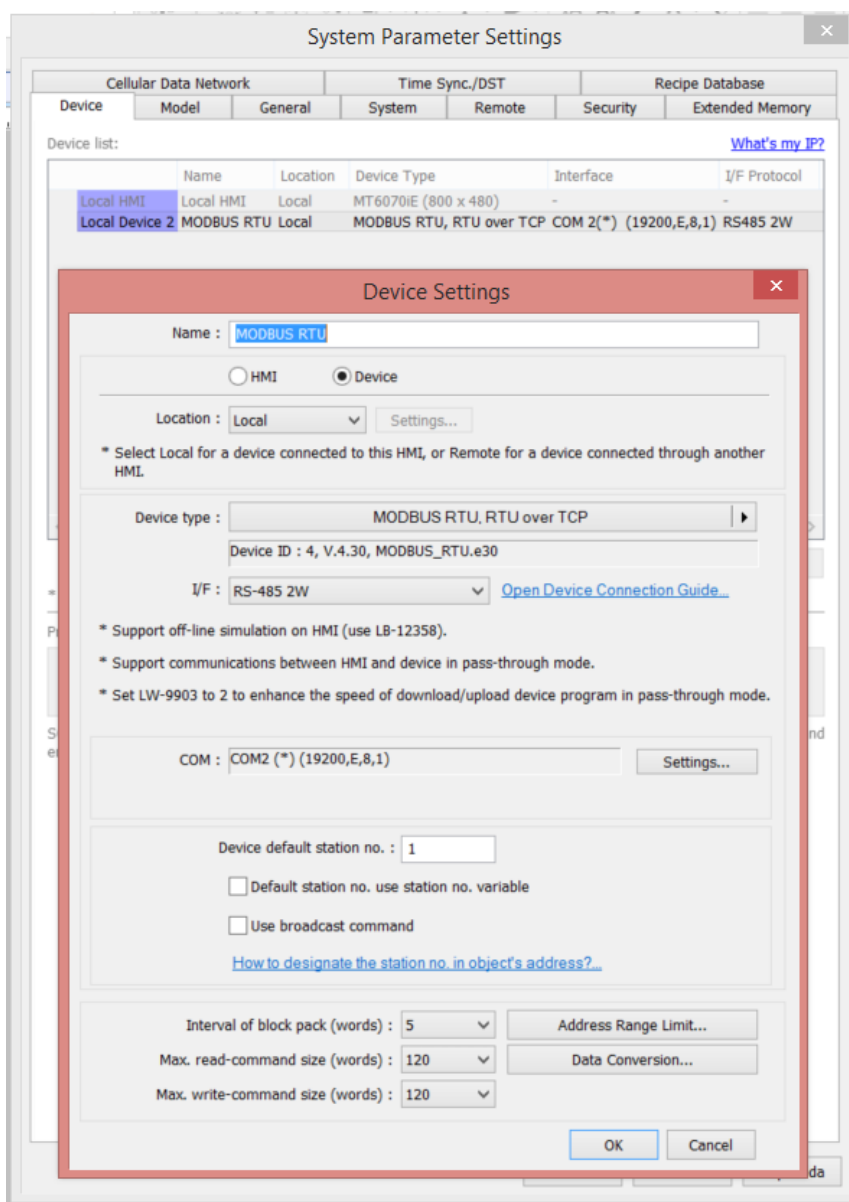 System Parameter Settings
Cellular Data Network Time Sync./DST Recipe Database
Device Model General System Remote Security Extended Memory
Device list: What's my IP?
Name Location Device Type Interface I/F Protocol
Local HMI Local HMI Local MT6070iE (800 x 480) - -
Local Device 2 MODBUS RTU Local MODBUS RTU, RTU over TCP COM 2(*) (19200,E,8,1) RS485 2W
Device Settings
Name : MODBUS RTU
HMI Device
Location : Local Settings...
* Select Local for a device connected to this HMI, or Remote for a device connected through another
HMI.
Device type : MODBUS RTU, RTU over TCP
Device ID : 4, V.4.30, MODBUS_RTU.e30
I/F : RS-485 2W Open Device Connection Guide...
* Support off-line simulation on HMI (use LB-12358).
* Support communications between HMI and device in pass-through mode.
* Set LW-9903 to 2 to enhance the speed of download/upload device program in pass-through mode.
COM : COM2 (*) (19200,E,8,1) Settings...
Device default station no. : 1
Default station no. use station no. variable
Use broadcast command
How to designate the station no. in object's address?...
Interval of block pack (words) : 5 Address Range Limit...
Max. read-command size (words) : 120 Data Conversion...
Max. write-command size (words) : 120
OK Cancel